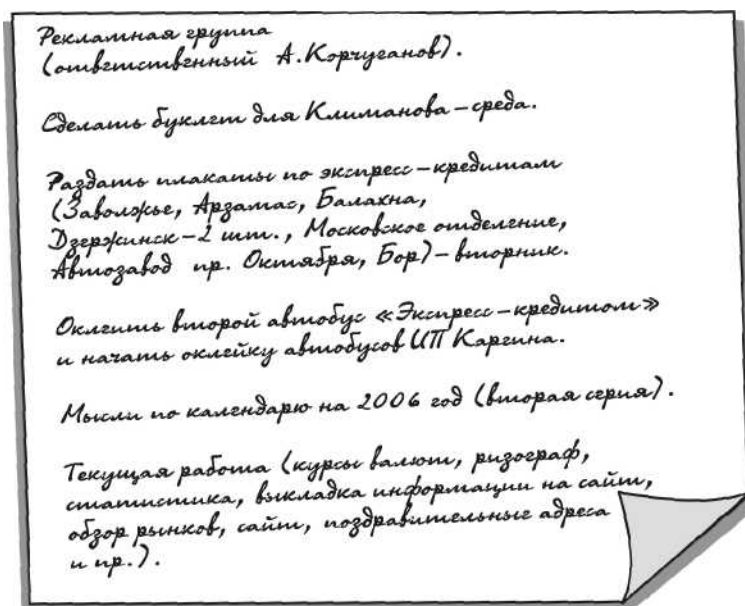 Рекламная группа
(ответственный А.Корчуганов).
Сделать буклет для Климанова – среда.
Раздать плакаты по экспресс – кредитам
(Заволжье, Арзамас, Балахна,
Дзержинск – 2 шт., Московское отделение,
Автозавод пр. Октября, Бор) – вторник.
Оклеить второй автобус «Экспресс – кредитом»
и начать оклейку автобусов ИП Каргина.
Мысли по календарю на 2006 год (вторая серия).
Текущая работа (курсы валют, ризограф,
статистика, выкладка информации на сайт,
обзор рынков, сайт, поздравительные адреса
и пр.).